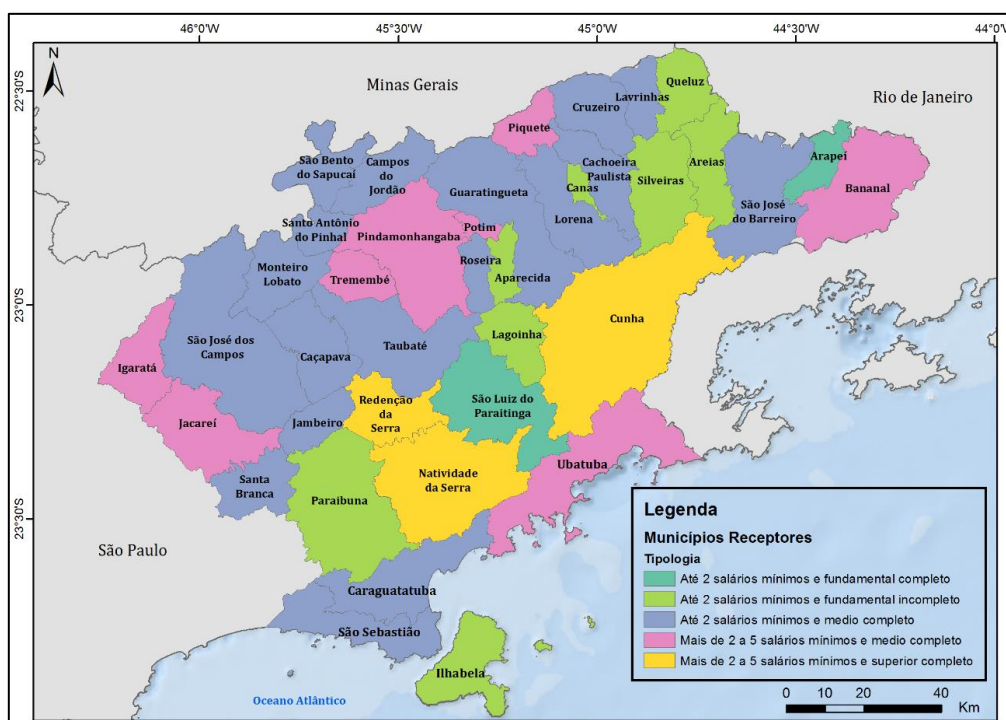 46°0'W
45°30'W
45°0'W
44°30'W
44°0'
N
22°30'S
23°0'S
23°30'S
Minas Gerais
Rio de Janeiro
São Paulo
Queluz
Lavrinhas
Cruzeiro
Piquete
Arapeí
Bananal
São José
do Barreiro
Areias
Silveiras
Cachoeira
Paulista
Canas
Lorena
Guaratingueta
São Bento
do Sapucaí
Campos
do
Jordão
Santo Antônio
do Pinhal
Pindamonhangaba
Potim
Roseira
Aparecida
Tremembé
Monteiro
Lobato
Cunha
Lagoinha
São José dos
Campos
Caçapava
Taubaté
Igaratá
Jacareí
Redenção
da
Serra
São Luiz do
Paraitinga
Jambeiro
Santa
Branca
Paraibuna
Natividade
da Serra
Ubatuba
Caraguatatuba
São Sebastião
Ilhabela
Oceano Atlântico
Legenda
Municípios Receptores
Tipologia
Até 2 salários mínimos e fundamental completo
Até 2 salários mínimos e fundamental incompleto
Até 2 salários mínimos e medio completo
Mais de 2 a 5 salários mínimos e medio completo
Mais de 2 a 5 salários mínimos e superior completo
0 10 20 40
Km